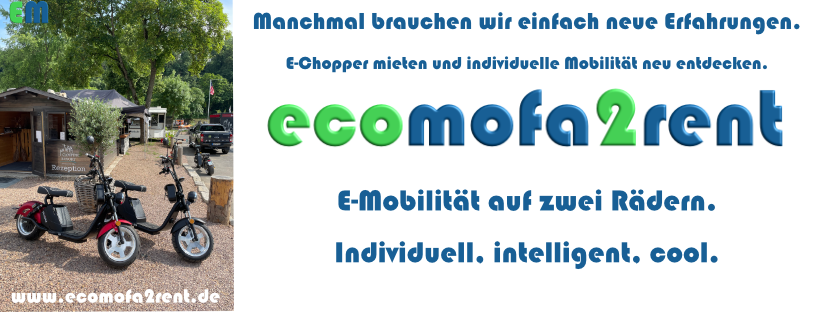 EM
Manchmal brauchen wir einfach neue Erfahrungen.
E-Chopper mieten und individuelle Mobilität neu entdecken.
ecomofa2rent
E-Mobilität auf zwei Rädern.
Individuell, intelligent, cool.
Reception
www.ecomofa2rent.de